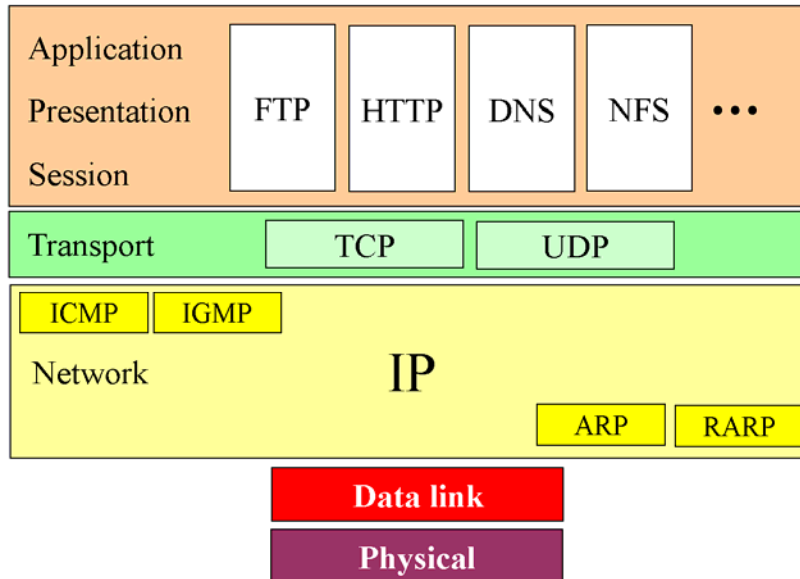 Application
Presentation
Session
FTP
HTTP
DNS
NFS
•••
Transport
TCP
UDP
ICMP
IGMP
Network
IP
ARP
RARP
Data link
Physical